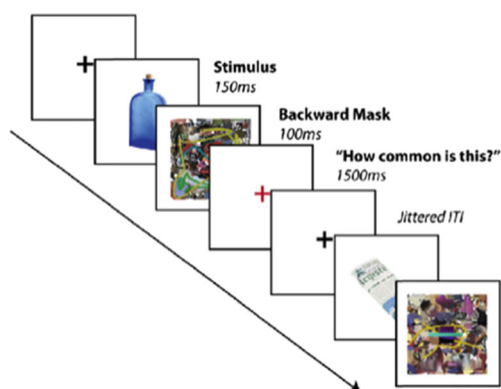 Stimulus
150ms
Backward Mask
100ms
"How common is this?"
1500ms
Jittered ITI